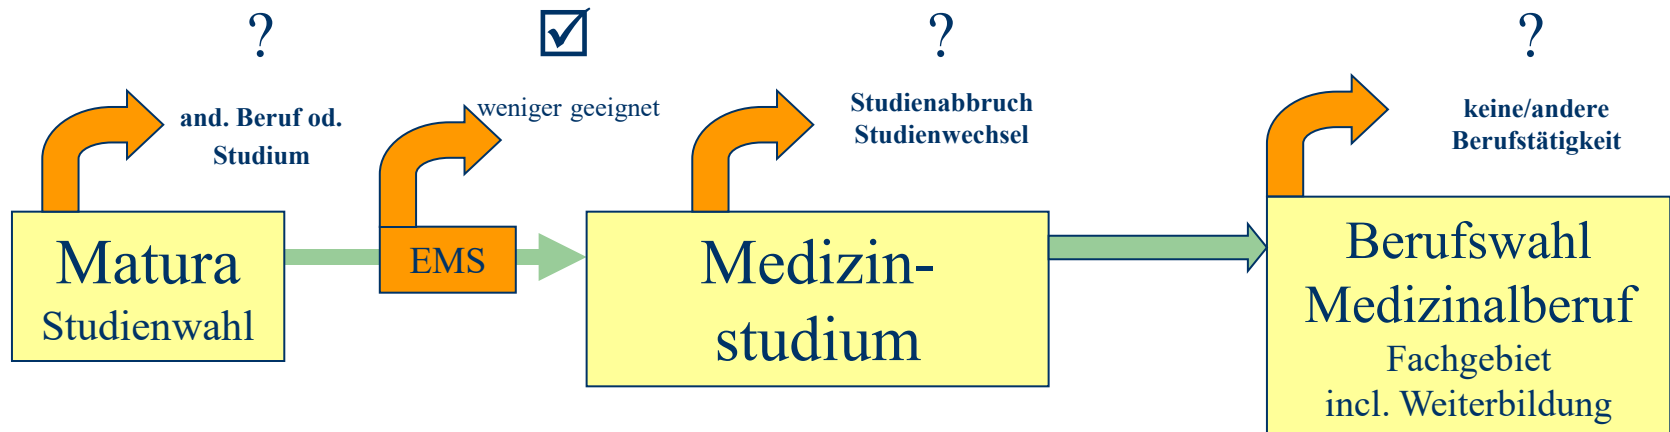 ?
☑
?
?
and. Beruf od.
Studium
weniger geeignet
Studienabbruch
Studienwechsel
keine/andere
Berufstätigkeit
Matura
Studienwahl
EMS
Medizin-
studium
Berufswahl
Medizinalberuf
Fachgebiet
incl. Weiterbildung